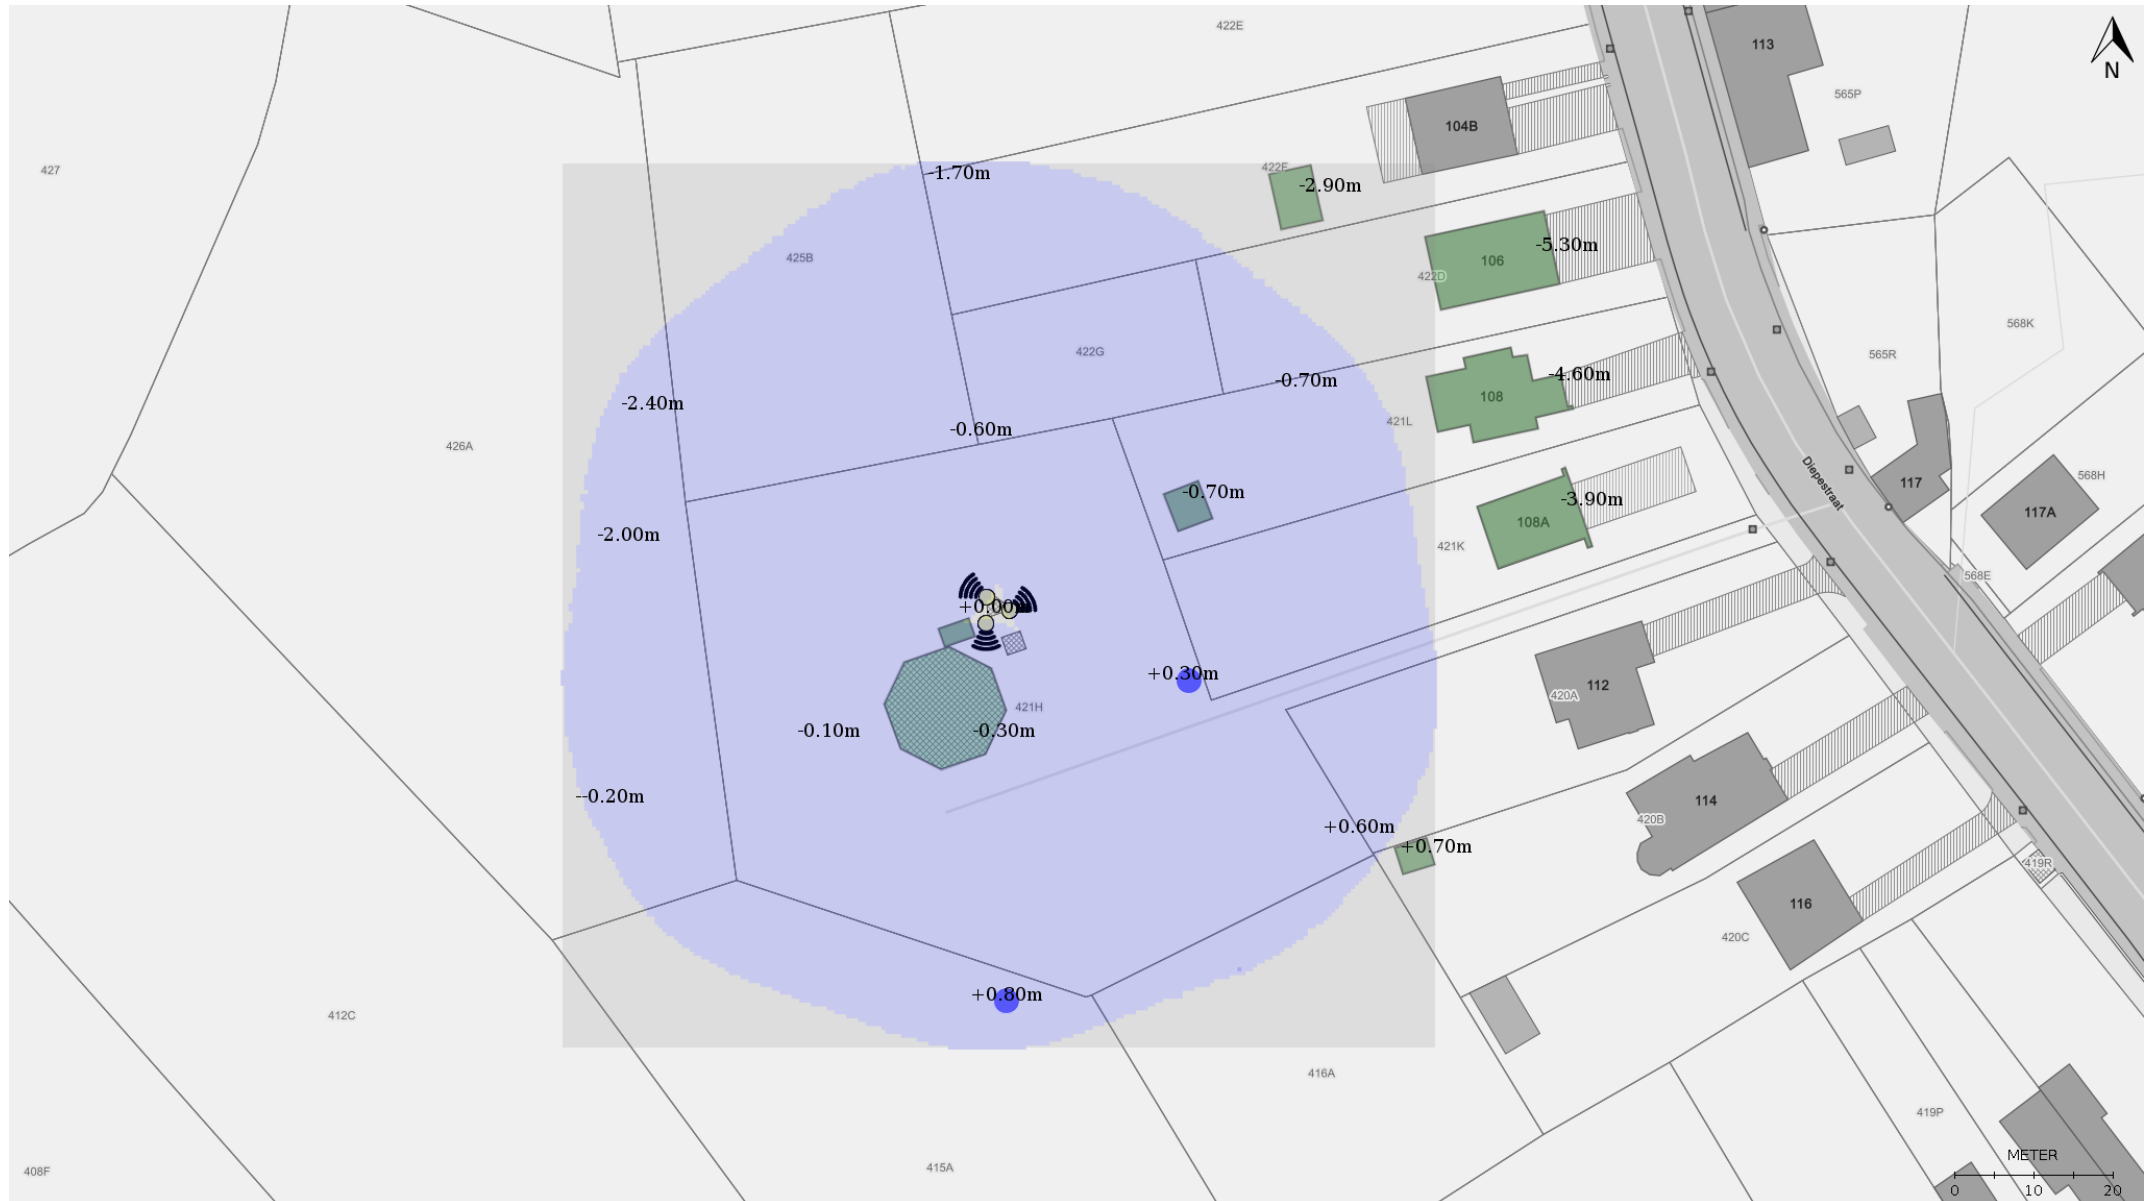 422E
113
N
565P
104B
427
422F
-1.70m
-2.90m
425B
106
-5.30m
422D
568K
422G
565R
-0.70m
108
-4.60m
-2.40m
421L
-0.60m
426A
568H
Diepestraat
117
-0.70m
-3.90m
117A
108A
-2.00m
421K
568E
+0.00m
+0.30m
112
420A
421H
-0.10m
-0.30m
--0.20m
114
420B
+0.60m
+0.70m
419R
116
420C
+0.80m
412C
416A
419P
METER
0 10 20
415A
408F